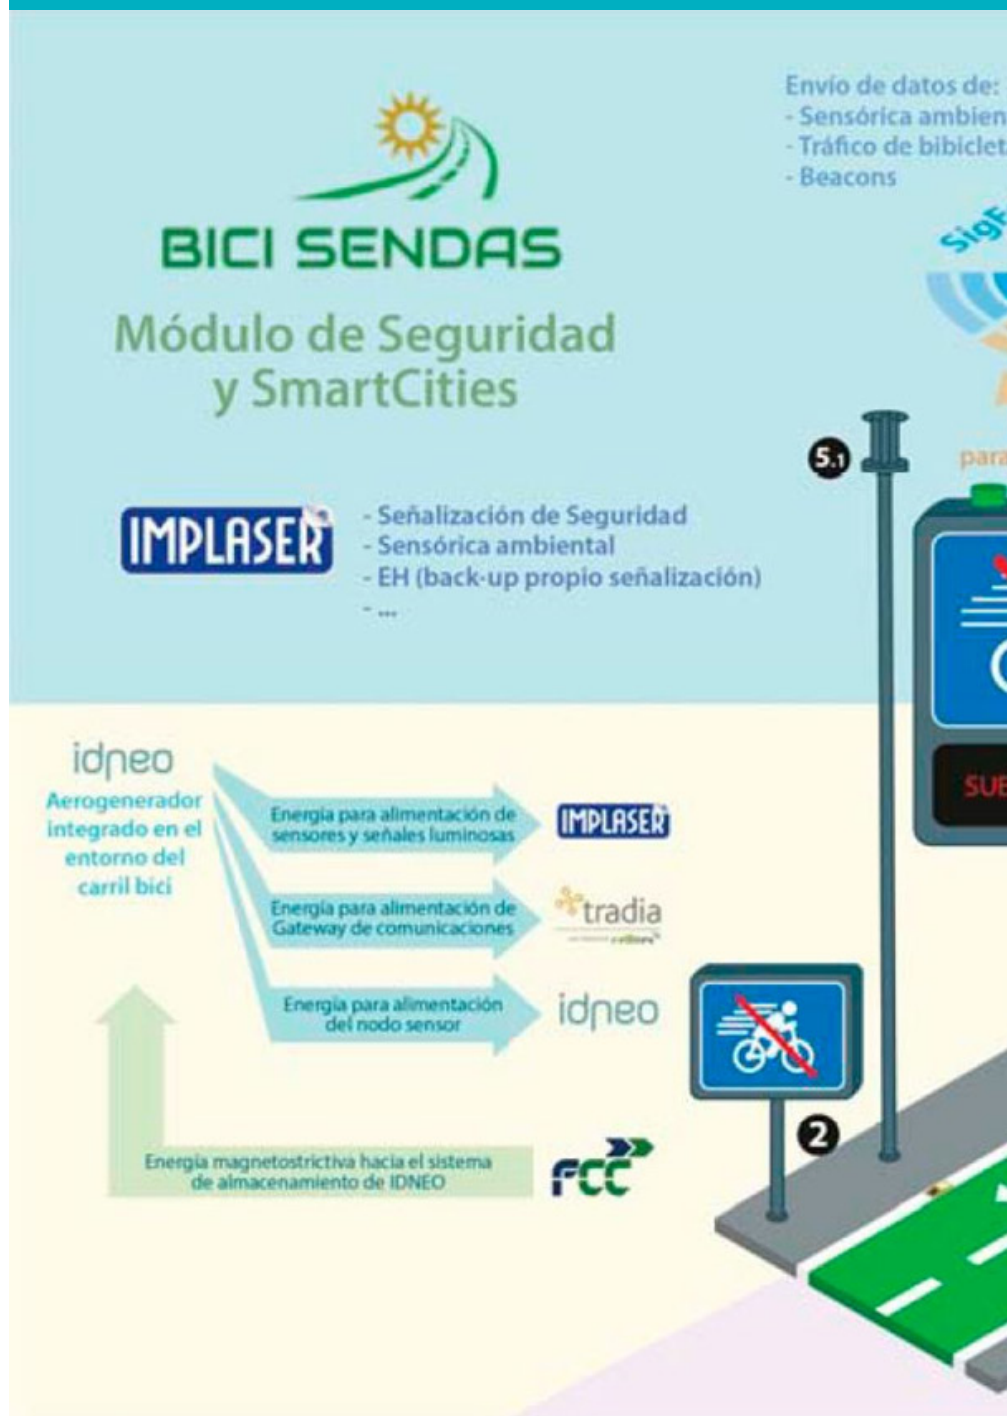 BICI SENDAS
Módulo de Seguridad
y SmartCities
Envío de datos de:
- Sensórica ambien
- Tráfico de bibiclet
- Beacons
SigF
5.1
para
IMPLASER
- Señalización de Seguridad
- Sensórica ambiental
- EH (back-up propio señalización)
- ...
SUB
idneo
Aerogenerador
integrado en el
entorno del
carril bici
Energía para alimentación de
sensores y señales luminosas
IMPLASER
Energía para alimentación de
Gateway de comunicaciones
tradia
Energía para alimentación
del nodo sensor
idneo
2
Energía magnetostrictiva hacia el sistema
de almacenamiento de IDNEO
FCC